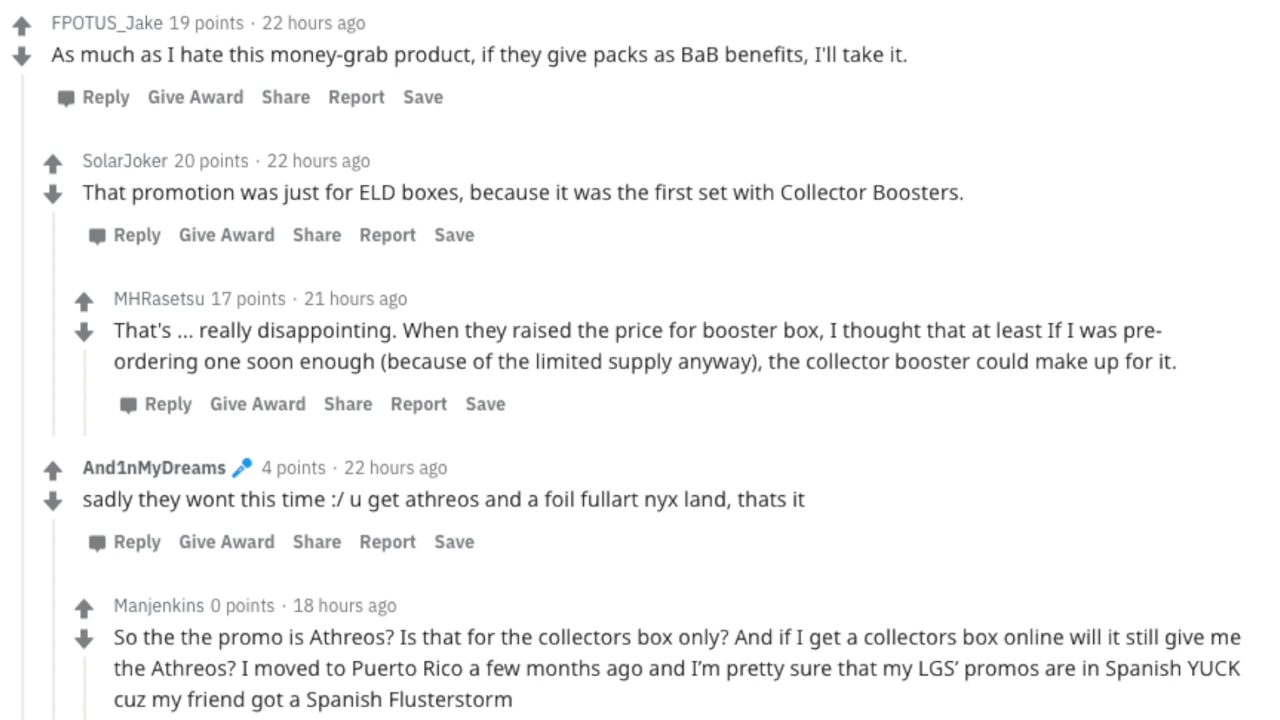 FPOTUS_Jake 19 points · 22 hours ago
As much as I hate this money-grab product, if they give packs as BaB benefits, I'll take it.
Reply Give Award Share Report Save
SolarJoker 20 points · 22 hours ago
That promotion was just for ELD boxes, because it was the first set with Collector Boosters.
Reply Give Award Share Report Save
MHRasetsu 17 points · 21 hours ago
That's ... really disappointing. When they raised the price for booster box, I thought that at least If I was pre-
ordering one soon enough (because of the limited supply anyway), the collector booster could make up for it.
Reply Give Award Share Report Save
And1nMyDreams 4 points · 22 hours ago
sadly they wont this time :/ u get athreos and a foil fullart nyx land, thats it
Reply Give Award Share Report Save
Manjenkins 0 points · 18 hours ago
So the the promo is Athreos? Is that for the collectors box only? And if I get a collectors box online will it still give me
the Athreos? I moved to Puerto Rico a few months ago and I’m pretty sure that my LGS’ promos are in Spanish YUCK
cuz my friend got a Spanish Flusterstorm